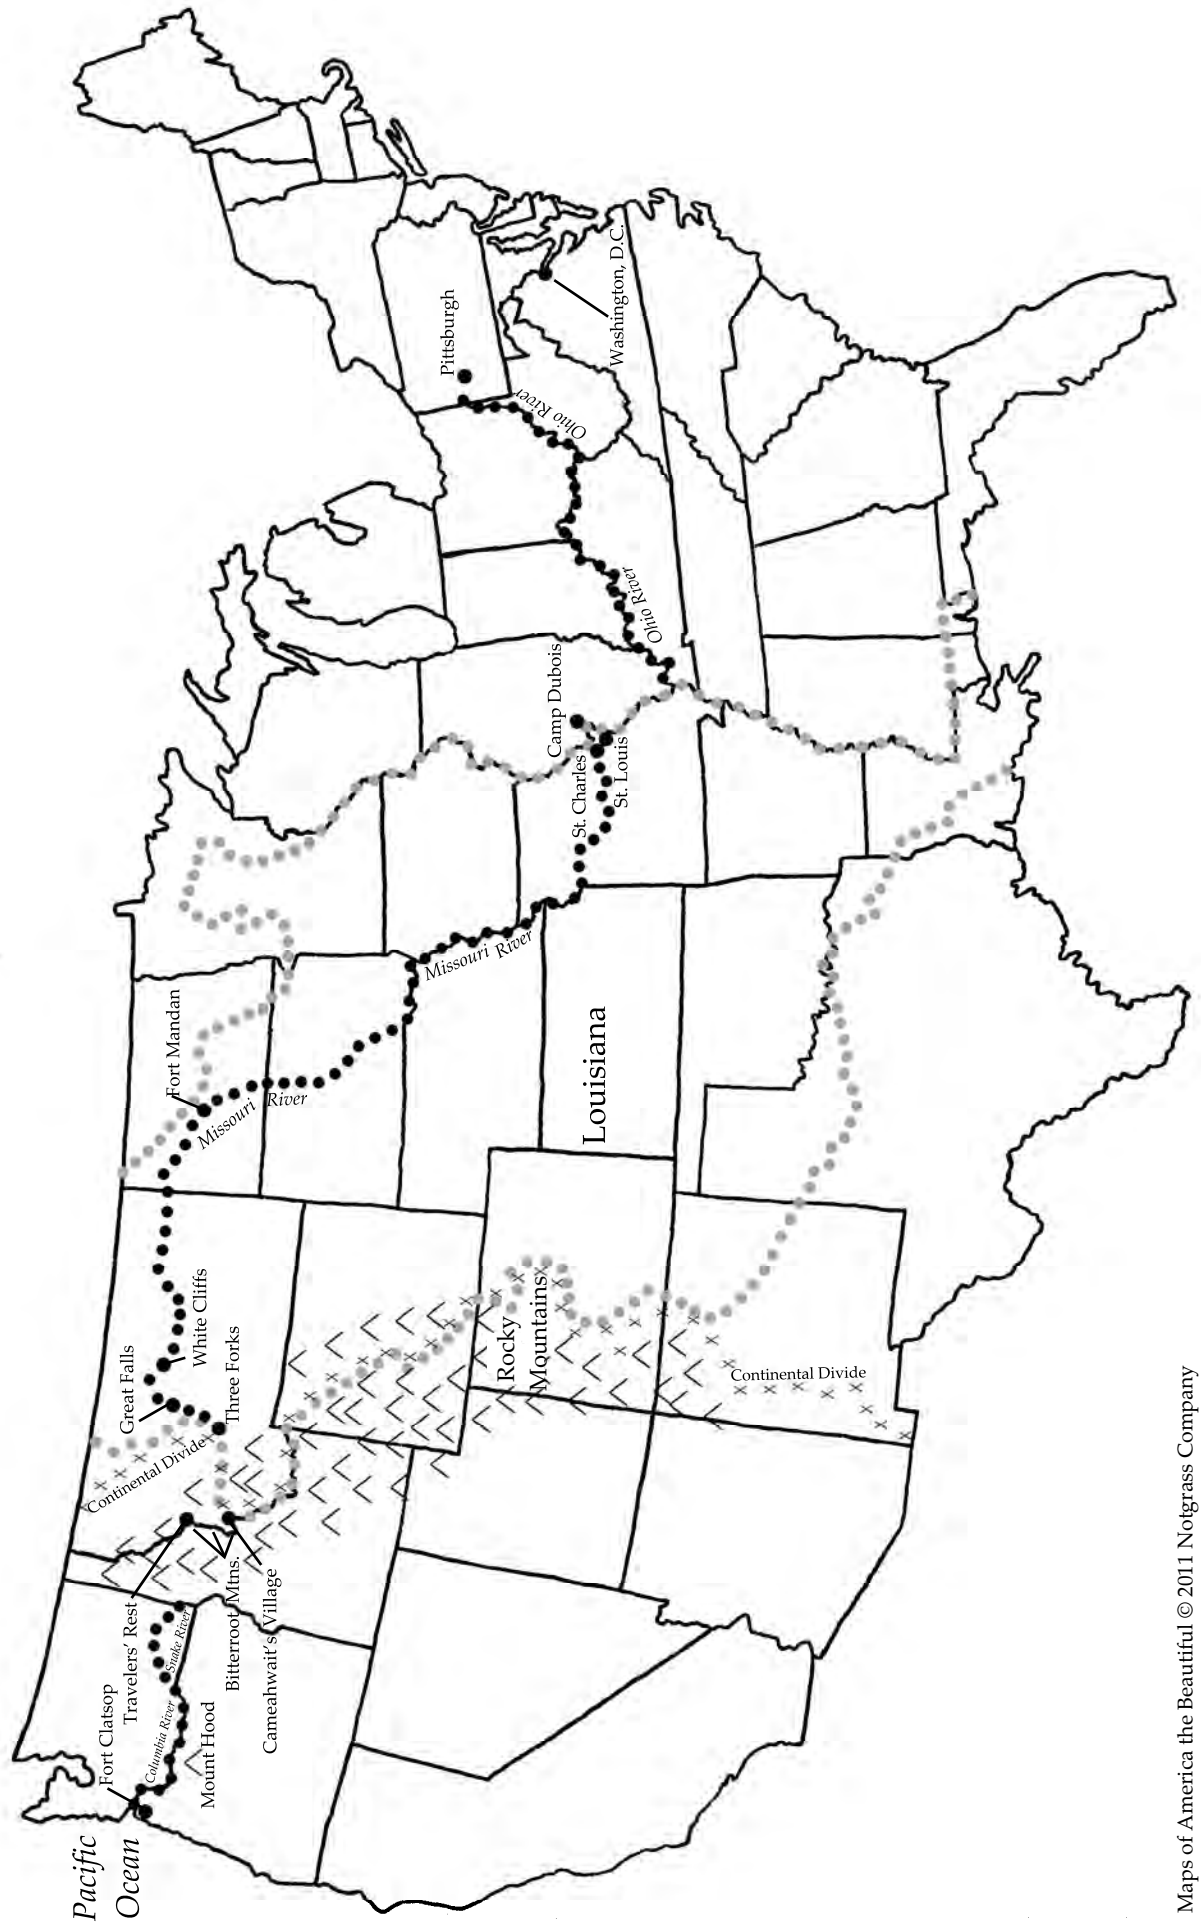 Pacific
Ocean
Fort Clatsop
Columbia River
Mount Hood
Snake River
Travelers' Rest
Bitterroot Mtns.
Cameahwait's Village
Continental Divide
Great Falls
White Cliffs
Three Forks
Fort Mandan
Missouri River
Missouri River
Rocky
Mountains
Continental Divide
Louisiana
St. Charles
St. Louis
Camp Dubois
Ohio River
Ohio River
Pittsburgh
Washington, D.C.
Maps of America the Beautiful © 2011 Notgrass Company